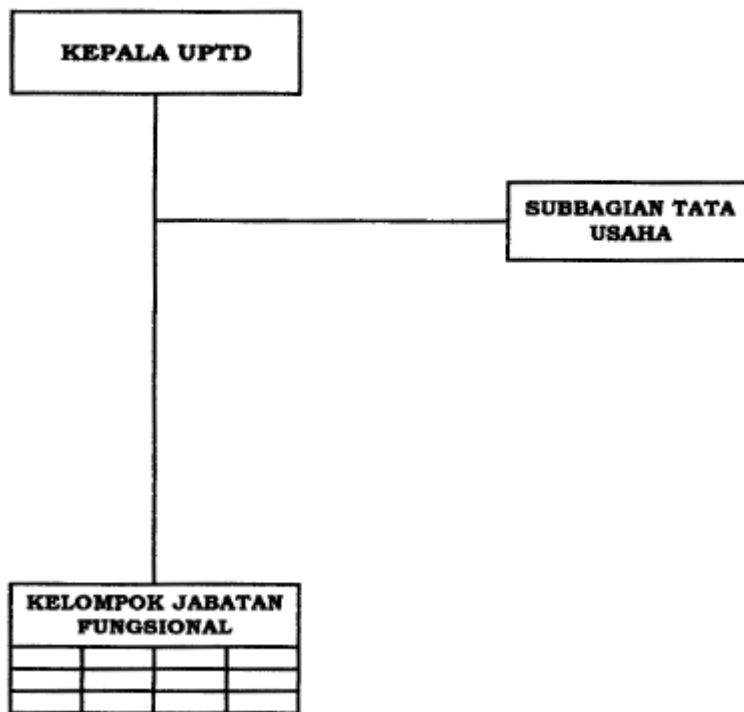 KEPALA UPTD
SUBBAGIAN TATA
USAHA
KELOMPOK JABATAN
FUNGSIONAL